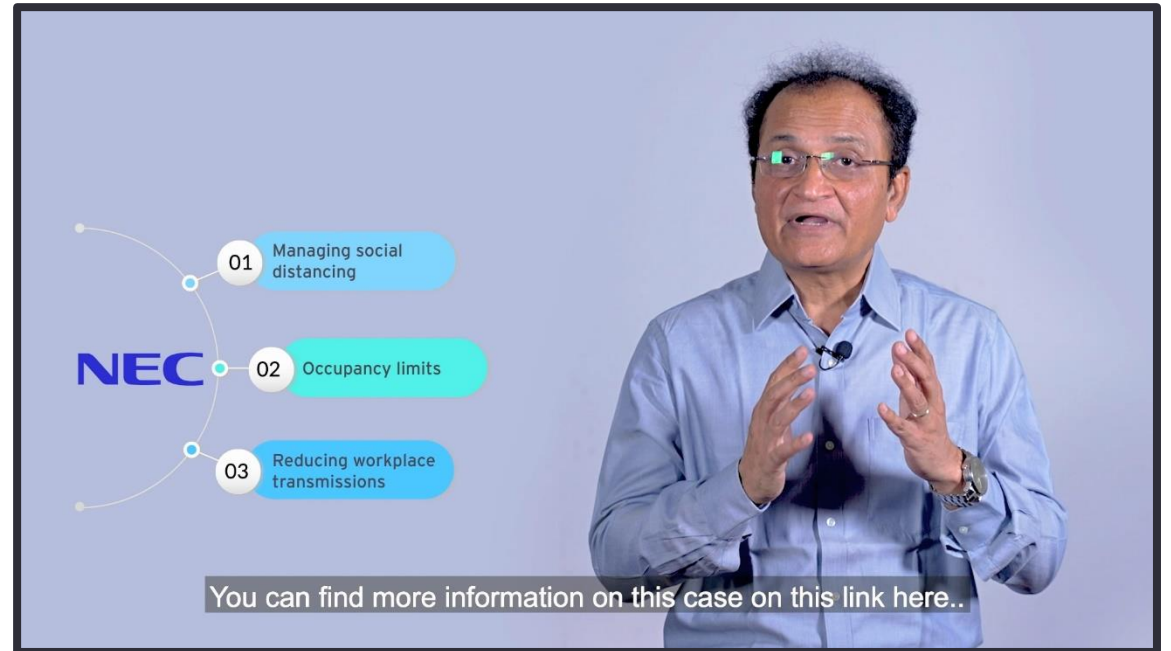 01
Managing social
distancing
NEC
02
Occupancy limits
03
Reducing workplace
transmissions
You can find more information on this case on this link here..